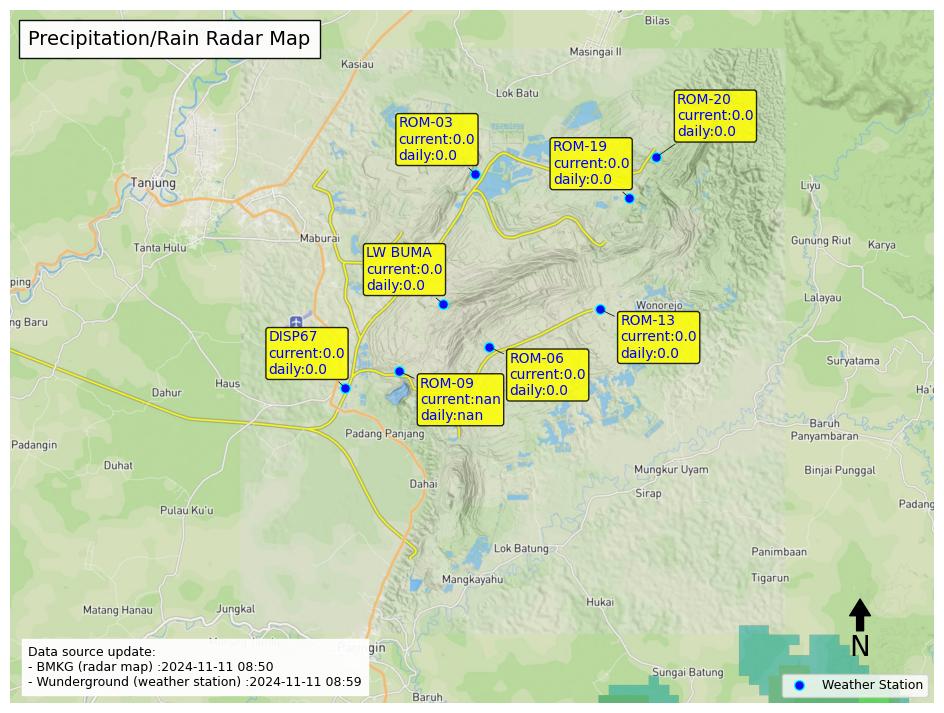 Precipitation/Rain Radar Map
Bilas
Masingai II
Kasiau
Lok Batu
ROM-20
current:0.0
daily:0.0
ROM-03
current:0.0
daily:0.0
ROM-19
current:0.0
daily:0.0
Tanjung
Liyu
Maburai
Tanta Hulu
Gunung Riut
Karya
LW BUMA
current:0.0
daily:0.0
ping
Lalayau
Wonorejo
ng Baru
ROM-13
current:0.0
daily:0.0
DISP67
current:0.0
daily:0.0
ROM-06
current:0.0
daily:0.0
Suryatama
ROM-09
current:nan
daily:nan
Haus
Dahur
Ha'
Baruh
Panyambaran
Padang Panjang
Padangin
Duhat
Mungkur Uyam
Binjai Punggal
Dahai
Sirap
Padang
Pulau Ku'u
Lok Batung
Panimbaan
Mangkayahu
Tigarun
Hukai
Matang Hanau
Jungkal
N
Data source update:
- BMKG (radar map) :2024-11-11 08:50
- Wunderground (weather station) :2024-11-11 08:59
Sungai Batung
Weather Station
Baruh